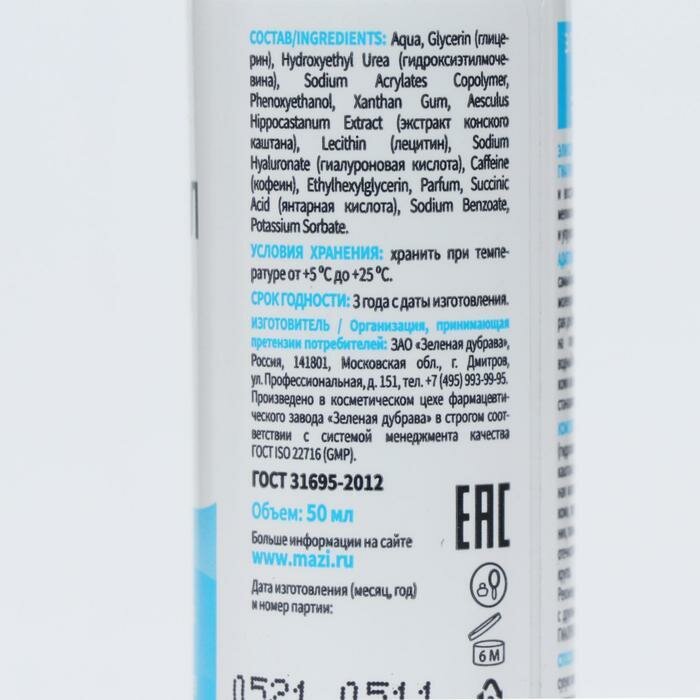 СОСТАВ/INGREDIENTS: Aqua, Glycerin (глице-
рин), Hydroxyethyl Urea (гидроксиэтилмоче-
вина), Sodium Acrylates Copolymer,
Phenoxyethanol, Xanthan Gum, Aesculus
Hippocastanum Extract (экстракт конского
каштана), Lecithin (лецитин), Sodium
Hyaluronate (гиалуроновая кислота), Caffeine
(кофеин), Ethylhexylglycerin, Parfum, Succinic
Acid (янтарная кислота), Sodium Benzoate,
Potassium Sorbate.
УСЛОВИЯ ХРАНЕНИЯ: хранить при темпе-
ратуре от +5 °C до +25 °C.
СРОК ГОДНОСТИ: 3 года с даты изготовления.
ИЗГОТОВИТЕЛЬ / Организация, принимающая
претензии потребителей: ЗАО «Зеленая дубрава»,
Россия, 141801, Московская обл., г. Дмитров,
ул. Профессиональная, д. 151, тел. +7 (495) 993-99-95.
Произведено в косметическом цехе фармацевти-
ческого завода «Зеленая дубрава» в строгом соот-
ветствии с системой менеджмента качества
ГОСТ ISO 22716 (GMP).
ГОСТ 31695-2012
Объем: 50 мл
Больше информации на сайте
www.mazi.ru
Дата изготовления (месяц, год)
и номер партии:
EAC
6 M
0521 0511